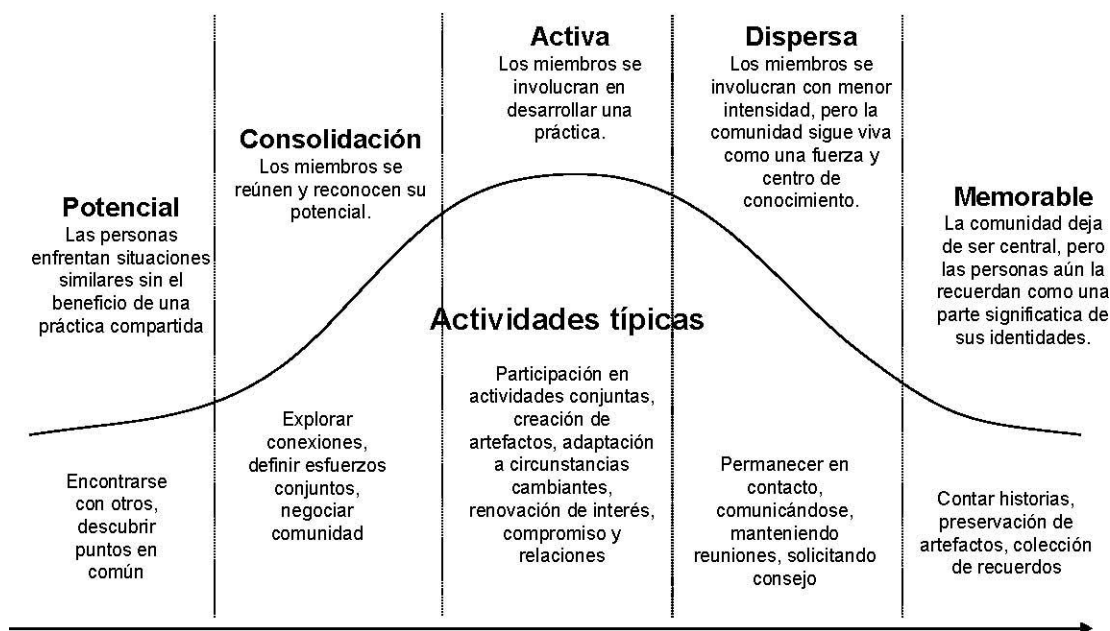 Potencial
Las personas
enfrentan situaciones
similares sin el
beneficio de una
práctica compartida
Consolidación
Los miembros se
reúnen y reconocen su
potencial.
Activa
Los miembros se
involucran en
desarrollar una
práctica.
Dispersa
Los miembros se
involucran con menor
intensidad, pero la
comunidad sigue viva
como una fuerza y
centro de
conocimiento.
Memorable
La comunidad deja
de ser central, pero
las personas aún la
recuerdan como una
parte significatica de
sus identidades.
Actividades típicas
Encontrarse
con otros,
descubrir
puntos en
común
Explorar
conexiones,
definir esfuerzos
conjuntos,
negociar
comunidad
Participación en
actividades conjuntas,
creación de
artefactos, adaptación
a circunstancias
cambiantes,
renovación de interés,
compromiso y
relaciones
Permanecer en
contacto,
comunicándose,
manteniendo
reuniones, solicitando
consejo
Contar historias,
preservación de
artefactos, colección
de recuerdos